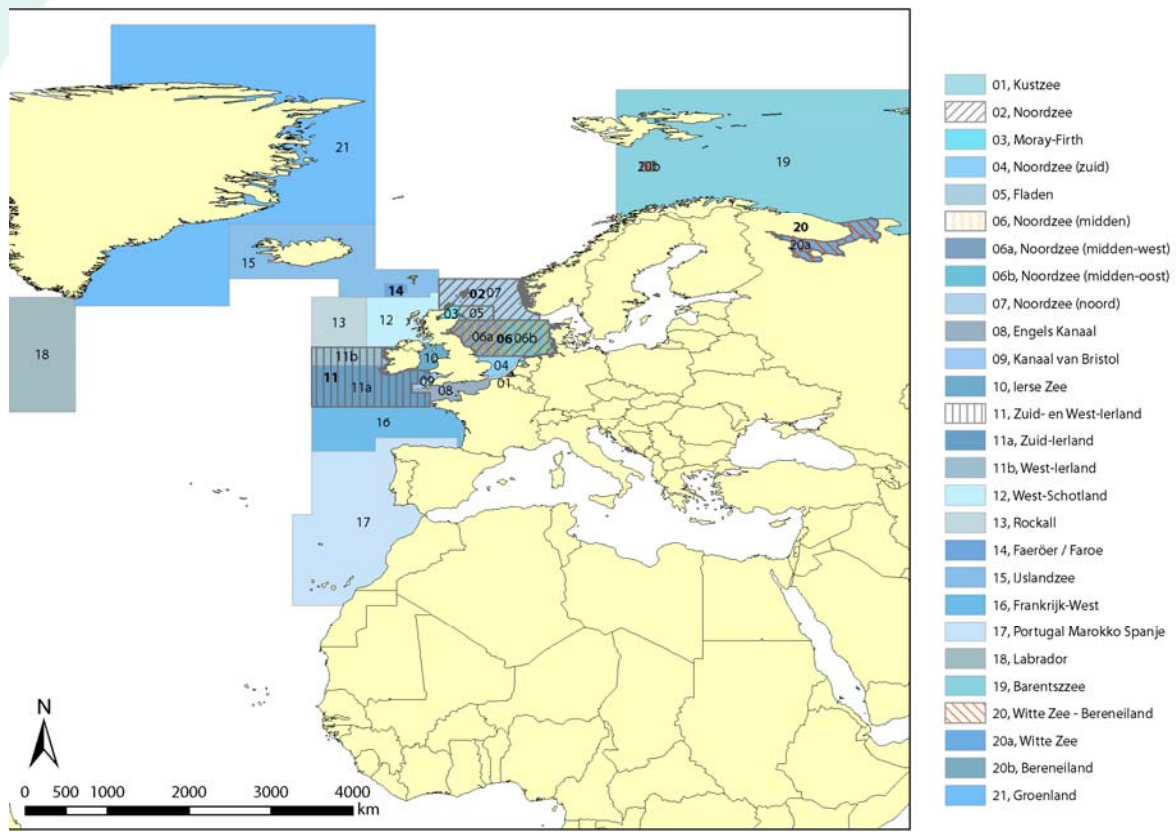 21
19
20b
20
20a
15
14
02 07
13
12
03 05
06a 06 06b
11b
10
04
11 11a
09
08
01
16
18
17
N
0 500 1000 2000 3000 4000
km
01, Kustzee
02, Noordzee
03, Moray-Firth
04, Noordzee (zuid)
05, Fladen
06, Noordzee (midden)
06a, Noordzee (midden-west)
06b, Noordzee (midden-oost)
07, Noordzee (noord)
08, Engels Kanaal
09, Kanaal van Bristol
10, Ierse Zee
11, Zuid- en West-Ierland
11a, Zuid-Ierland
11b, West-Ierland
12, West-Schotland
13, Rockall
14, Faeröer / Faroe
15, IJslandzee
16, Frankrijk-West
17, Portugal Marokko Spanje
18, Labrador
19, Barentszzee
20, Witte Zee - Bereneiland
20a, Witte Zee
20b, Bereneiland
21, Groenland